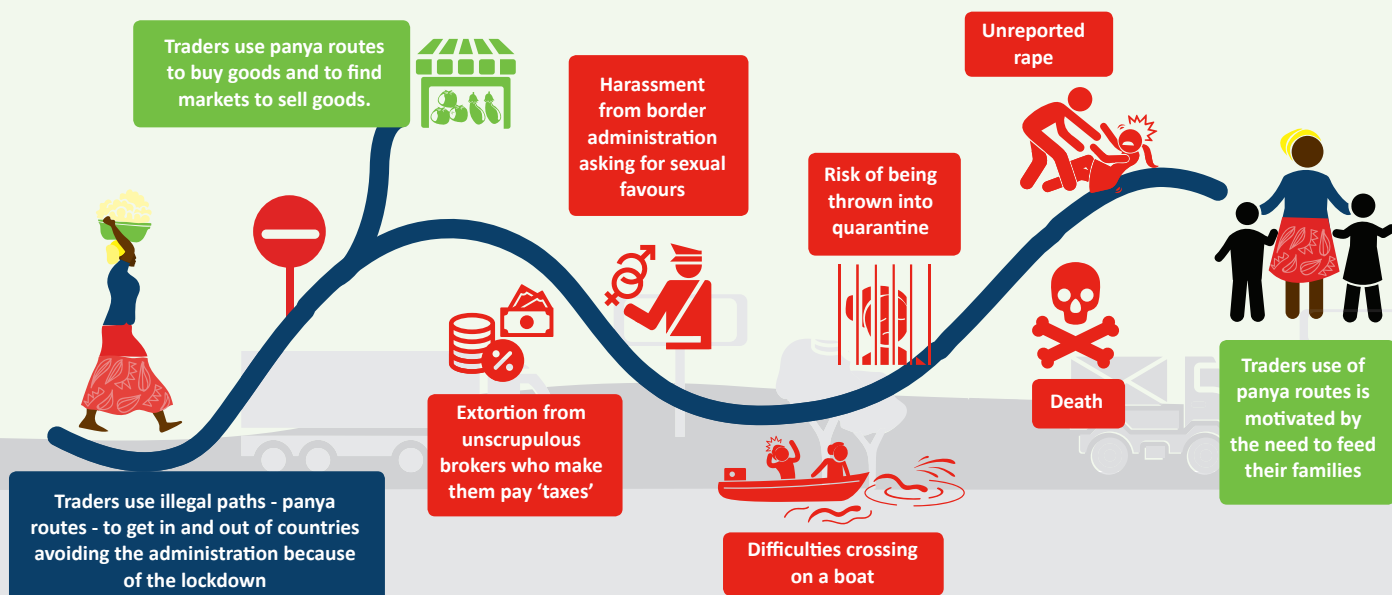 Traders use panya routes
to buy goods and to find
markets to sell goods.
Harassment
from border
administration
asking for sexual
favours
Unreported
rape
Risk of being
thrown into
quarantine
Extortion from
unscrupulous
brokers who make
them pay ‘taxes’
Death
Traders use of
panya routes is
motivated by
the need to feed
their families
Traders use illegal paths - panya
routes - to get in and out of countries
avoiding the administration because
of the lockdown
Difficulties crossing
on a boat